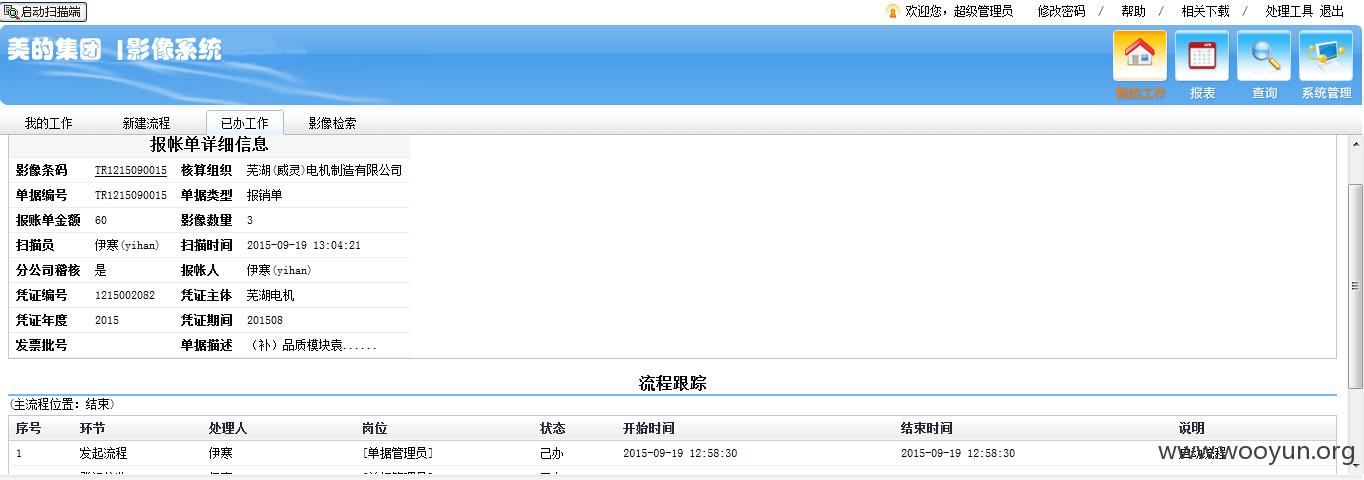 启动扫描端 欢迎您，超级管理员 修改密码 / 帮助 / 相关下载 / 处理工具 退出
美的集团 |影像系统
我的工作 报表 查询 系统管理
我的工作 新建流程 已办工作 影像检索
报帐单详细信息
影像条码 TR1215090015 核算组织 芜湖(威灵)电机制造有限公司
单据编号 TR1215090015 单据类型 报销单
报账单金额 60 影像数量 3
扫描员 伊寒(yihan) 扫描时间 2015-09-19 13:04:21
分公司稽核 是 报帐人 伊寒(yihan)
凭证编号 1215002082 凭证主体 芜湖电机
凭证年度 2015 凭证期间 201508
发票批号 单据描述 （补）品质模块袁......
流程跟踪
(主流程位置：结束)
序号 环节 处理人 岗位 状态 开始时间 结束时间 说明
1 发起流程 伊寒 [单据管理员] 已办 2015-09-19 12:58:30 2015-09-19 12:58:30
www.wooyun.org